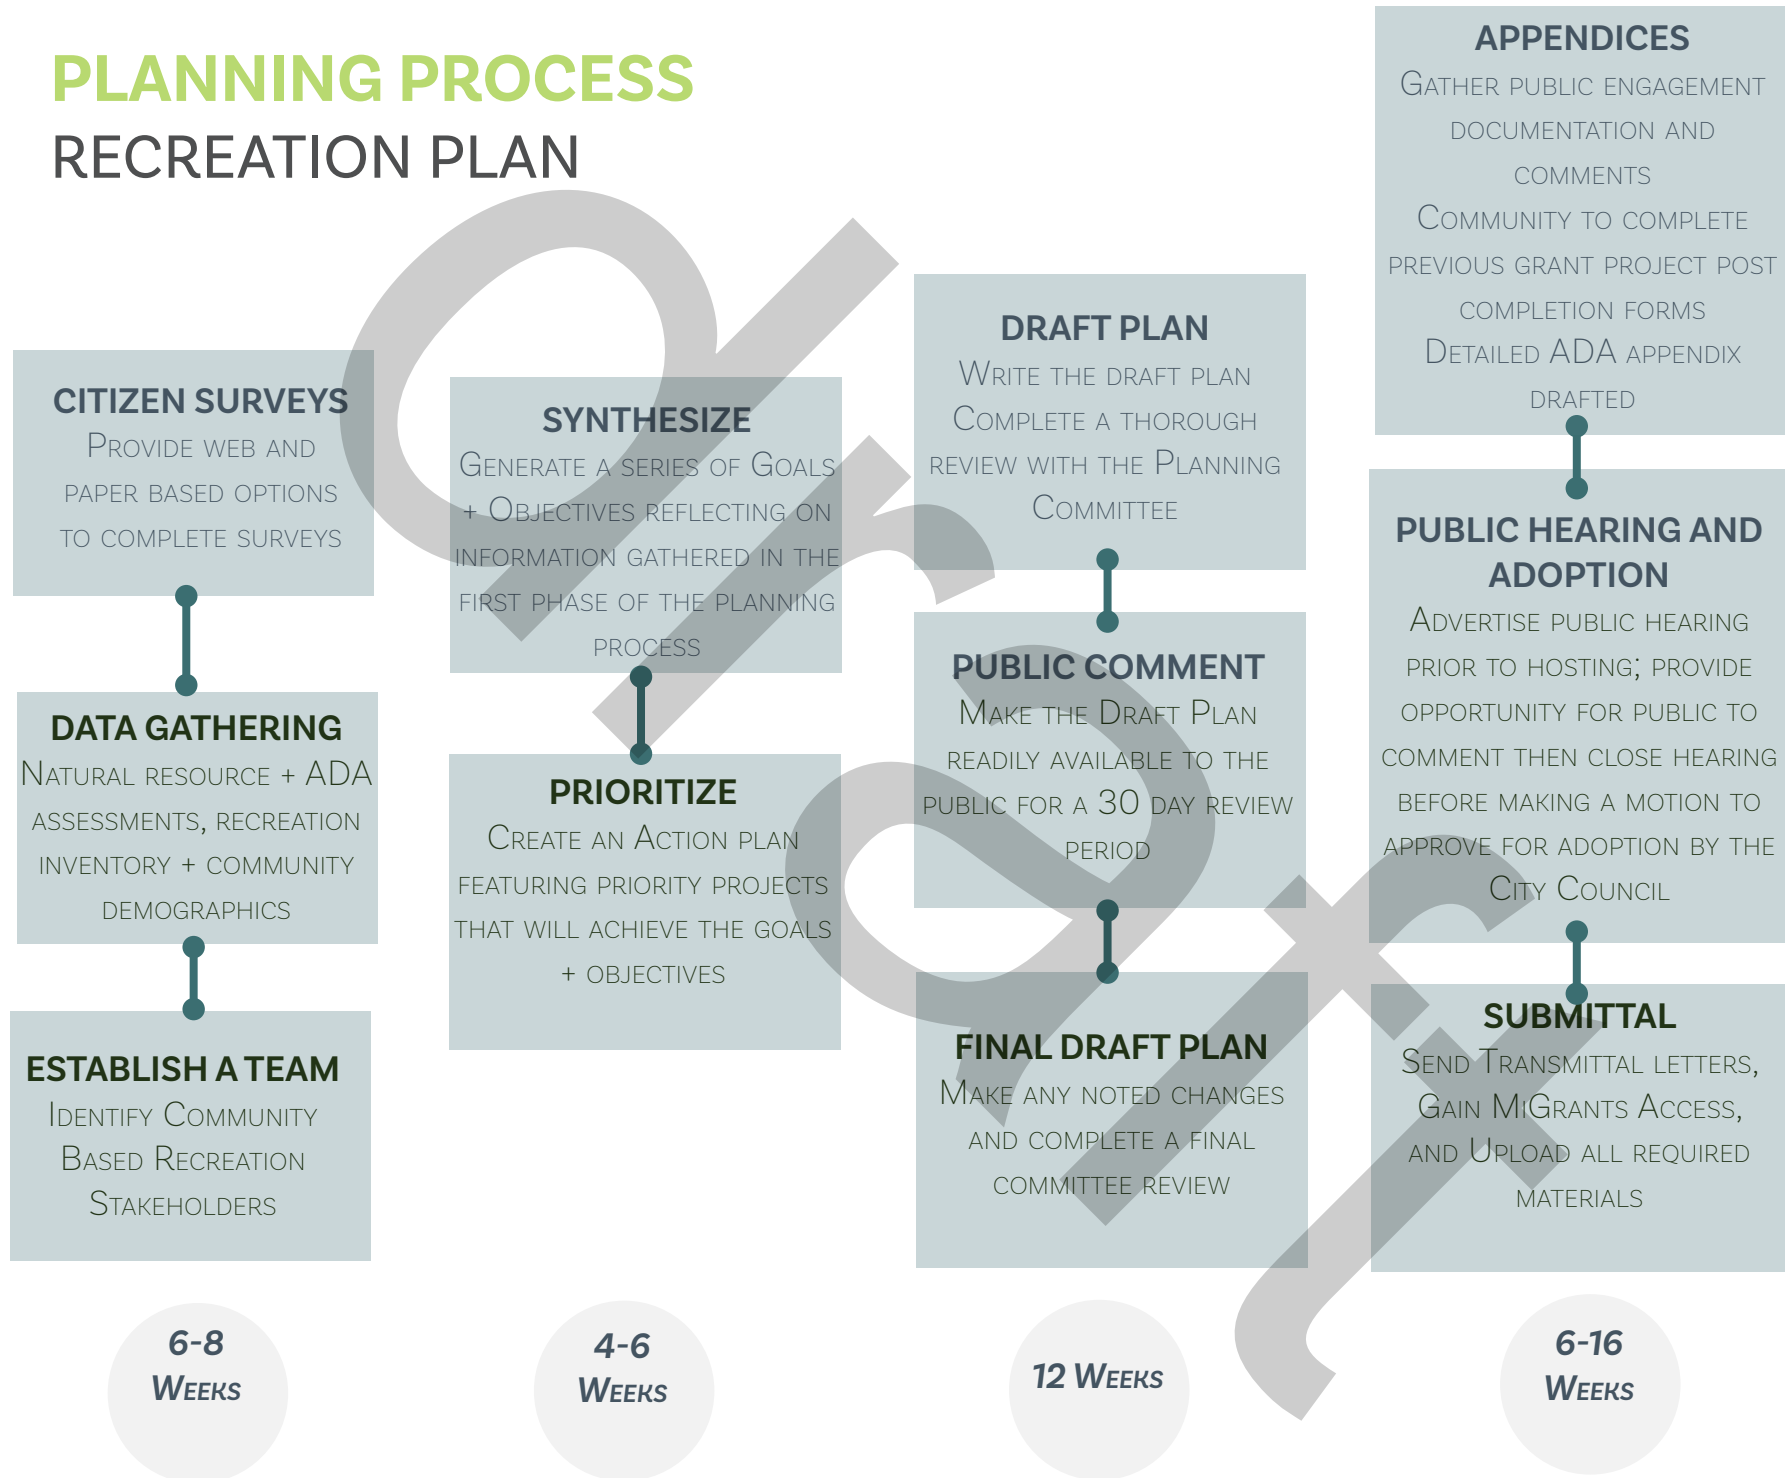 PLANNING PROCESS
RECREATION PLAN
CITIZEN SURVEYS
Provide web and
paper based options
to complete surveys
DATA GATHERING
Natural resource + ADA
assessments, recreation
inventory + community
demographics
ESTABLISH A TEAM
Identify Community
Based Recreation
Stakeholders
6-8
Weeks
SYNTHESIZE
Generate a series of Goals
+ Objectives reflecting on
information gathered in the
first phase of the planning
process
PRIORITIZE
Create an Action plan
featuring priority projects
that will achieve the goals
+ objectives
4-6
Weeks
DRAFT PLAN
Write the draft plan
Complete a thorough
review with the Planning
Committee
PUBLIC COMMENT
Make the Draft Plan
readily available to the
public for a 30 day review
period
FINAL DRAFT PLAN
Make any noted changes
and complete a final
committee review
12 Weeks
APPENDICES
Gather public engagement
documentation and
comments
Community to complete
previous grant project post
completion forms
Detailed ADA appendix
drafted
PUBLIC HEARING AND
ADOPTION
Advertise public hearing
prior to hosting; provide
opportunity for public to
comment then close hearing
before making a motion to
approve for adoption by the
City Council
SUBMITTAL
Send Transmittal letters,
Gain MiGrants Access,
and Upload all required
materials
6-16
Weeks
draft